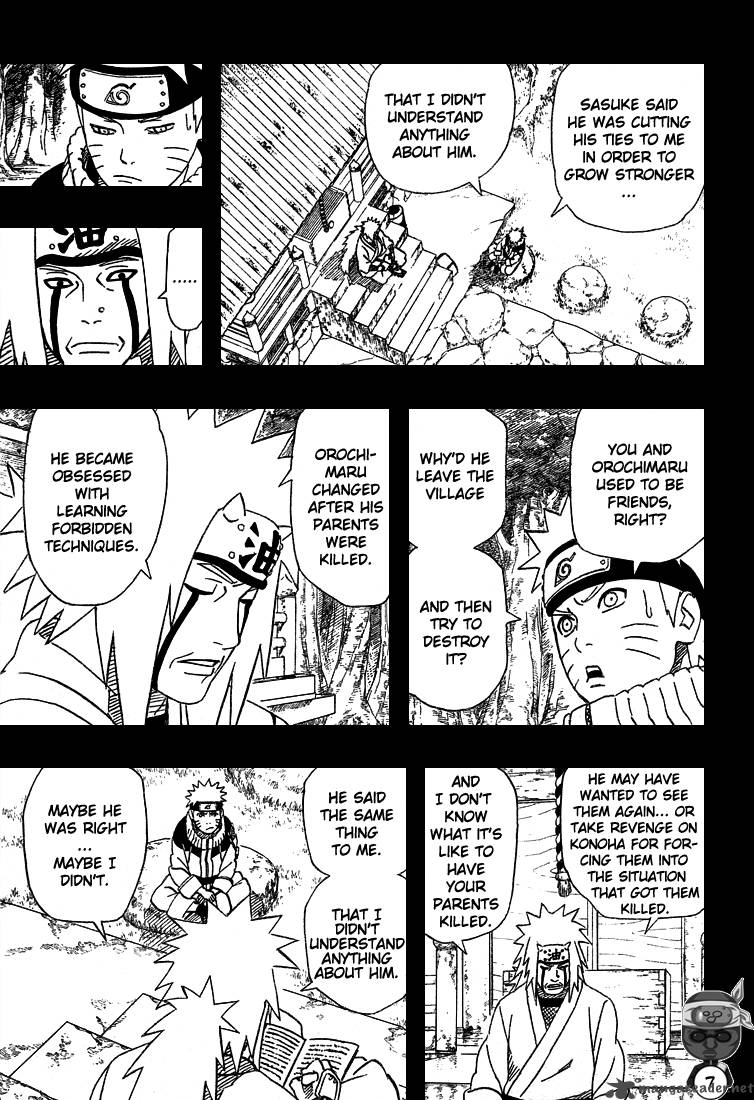 SASUKE SAID
HE WAS CUTTING
HIS TIES TO ME
IN ORDER TO
GROW STRONGER
...
THAT I DIDN'T
UNDERSTAND
ANYTHING
ABOUT HIM.
油
......
YOU AND
OROCHIMARU
USED TO BE
FRIENDS,
RIGHT?
WHY'D HE
LEAVE THE
VILLAGE
AND THEN
TRY TO
DESTROY
IT?
OROCHI-
MARU
CHANGED
AFTER HIS
PARENTS
WERE
KILLED.
HE BECAME
OBSESSED
WITH
LEARNING
FORBIDDEN
TECHNIQUES.
油
HE MAY HAVE
WANTED TO SEE
THEM AGAIN... OR
TAKE REVENGE ON
KONOHA FOR FOR-
CING THEM INTO
THE SITUATION
THAT GOT THEM
KILLED.
AND
I DON'T
KNOW
WHAT IT'S
LIKE TO
HAVE
YOUR
PARENTS
KILLED.
油
HE SAID
THE SAME
THING
TO ME.
THAT I
DIDN'T
UNDERSTAND
ANYTHING
ABOUT HIM.
MAYBE HE
WAS RIGHT
...
MAYBE I
DIDN'T.
7
mangareader.net